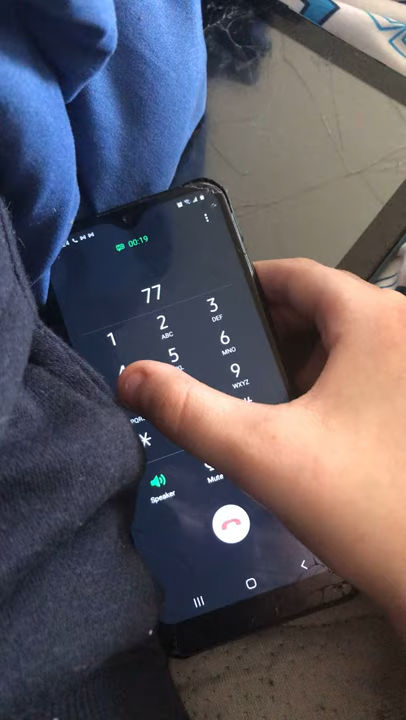 00:19
77
1 2 3
ABC DEF
5 6
MNO
9
WXYZ
*
Speaker Mute